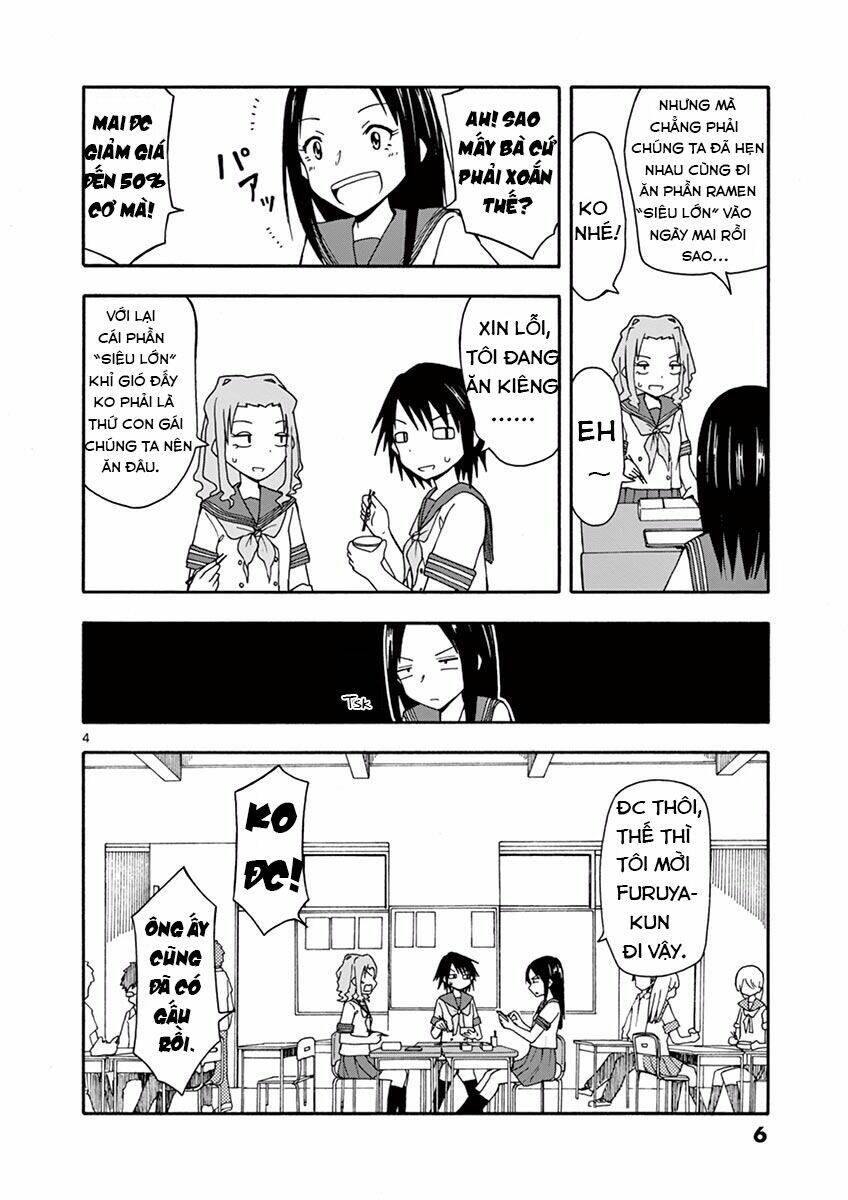 NHƯNG MÀ
CHẲNG PHẢI
CHÚNG TA ĐÃ HẸN
NHAU CÙNG ĐI
ĂN PHẦN RAMEN
“SIÊU LỚN” VÀO
NGÀY MAI RỒI
SAO...
KO
NHÉ!
EH
~
AH! SAO
MẤY BÀ CỨ
PHẢI XOẮN
THẾ?
パァッ
MAI ĐC
GIẢM GIÁ
ĐẾN 50%
CƠ MÀ!
XIN LỖI,
TÔI ĐANG
ĂN KIÊNG
......
VỚI LẠI
CÁI PHẦN
“SIÊU LỚN”
KHỈ GIÓ ĐẤY
KO PHẢI LÀ
THỨ CON GÁI
CHÚNG TA NÊN
ĂN ĐÂU.
Tsk
4
ĐC THÔI,
THẾ THÌ
TÔI MỜI
FURUYA-
KUN
ĐI VẬY.
KO
ĐC!
ÔNG ẤY
CŨNG
ĐÃ CÓ
GẤU
RỒI.
6